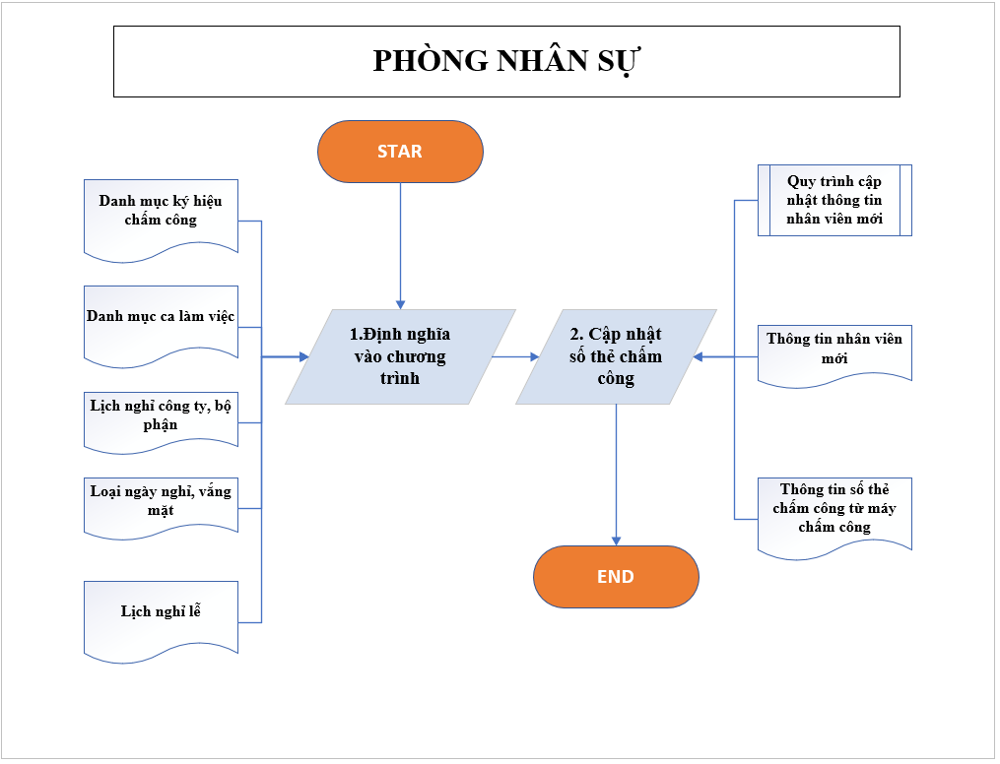 PHÒNG NHÂN SỰ
STAR
Danh mục ký hiệu
chấm công
Danh mục ca làm việc
Lịch nghỉ công ty, bộ
phận
Loại ngày nghỉ, vắng
mặt
Lịch nghỉ lễ
1.Định nghĩa
vào chương
trình
2. Cập nhật
số thẻ chấm
công
Quy trình cập
nhật thông tin
nhân viên mới
Thông tin nhân viên
mới
Thông tin số thẻ
chấm công từ máy
chấm công
END